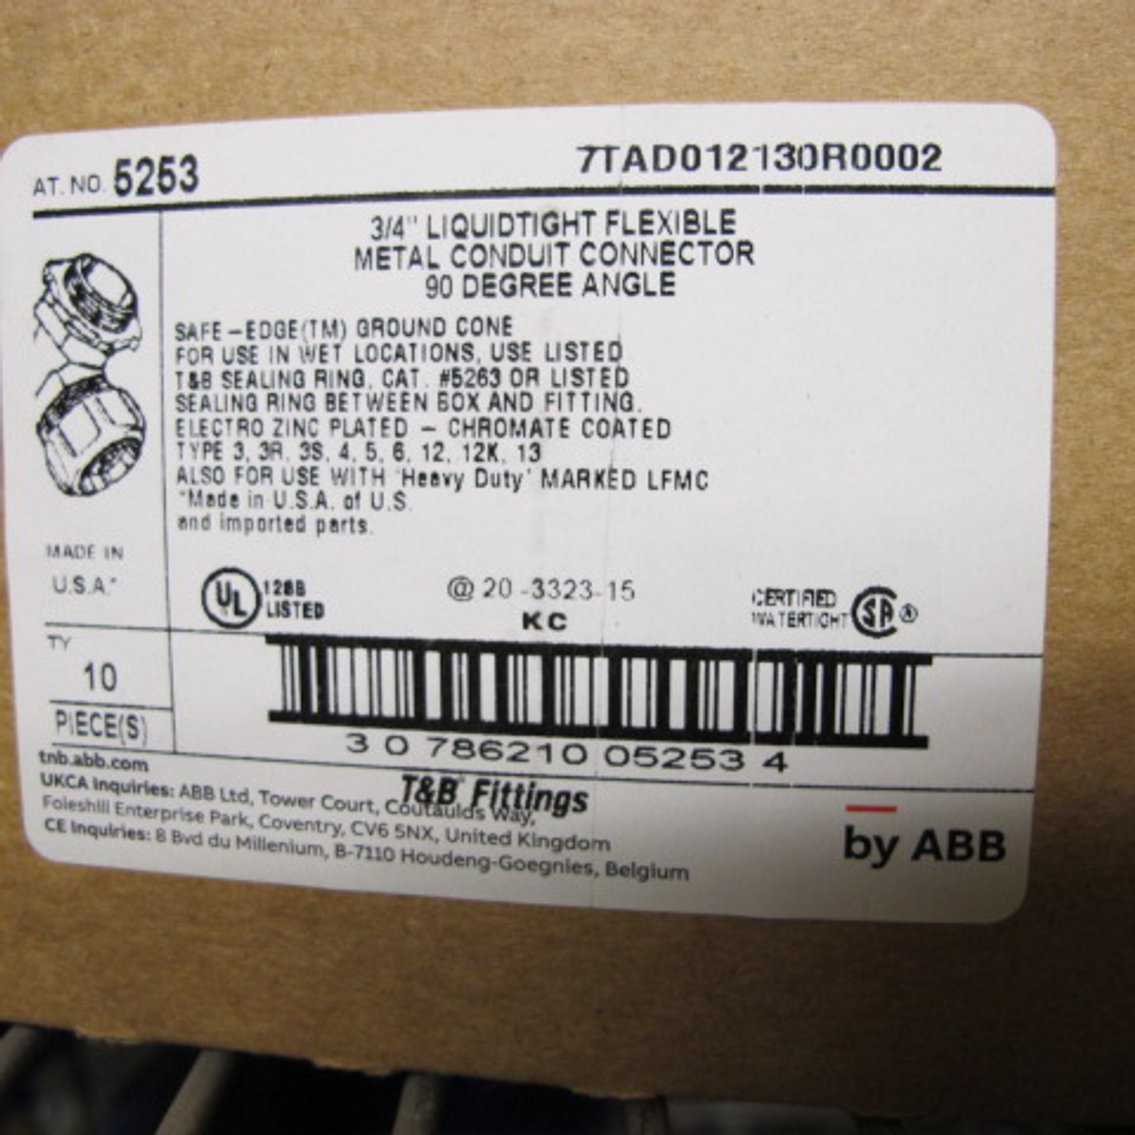 AT. NO. 5253 7TAD012130R0002
3/4" LIQUIDTIGHT FLEXIBLE
METAL CONDUIT CONNECTOR
90 DEGREE ANGLE
SAFE-EDGE(TM) GROUND CONE
FOR USE IN WET LOCATIONS, USE LISTED
T&B SEALING RING, CAT. #5263 OR LISTED
SEALING RING BETWEEN BOX AND FITTING.
ELECTRO ZINC PLATED - CHROMATE COATED
TYPE 3, 3R, 3S, 4, 5, 6, 12, 12K, 13
ALSO FOR USE WITH 'Heavy Duty' MARKED LFMC
*Made in U.S.A. of U.S.
and imported parts.
MADE IN
U.S.A.*
UL 128B
LISTED
@ 20-3323-15
KC
CERTIFIED
WATERTIGHT SA ®
TY
10
PIECE(S)
3 0 786210 05253 4
tnb.abb.com
T&B Fittings
UKCA Inquiries: ABB Ltd, Tower Court, Coutaulds Way,
Foleshill Enterprise Park, Coventry, CV6 5NX, United Kingdom
CE Inquiries: 8 Bvd du Millenium, B-7110 Houdeng-Goegnies, Belgium
by ABB